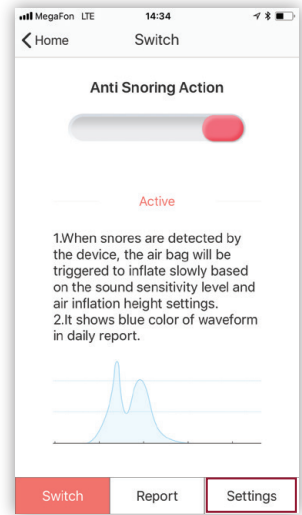 MegaFon LTE 14:34
Home Switch
Anti Snoring Action
Active
1.When snores are detected by
the device, the air bag will be
triggered to inflate slowly based
on the sound sensitivity level and
air inflation height settings.
2.It shows blue color of waveform
in daily report.
Switch Report Settings